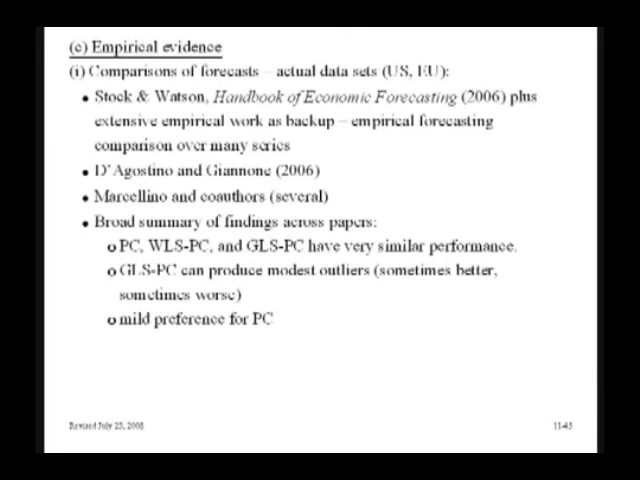 (c) Empirical evidence
(i) Comparisons of forecasts – actual data sets (US, EU):
• Stock & Watson, Handbook of Economic Forecasting (2006) plus
extensive empirical work as backup – empirical forecasting
comparison over many series
• D'Agostino and Giannone (2006)
• Marcellino and coauthors (several)
• Broad summary of findings across papers:
o PC, WLS-PC, and GLS-PC have very similar performance.
o GLS-PC can produce modest outliers (sometimes better,
sometimes worse)
o mild preference for PC
Revised July 23, 2008 11-43